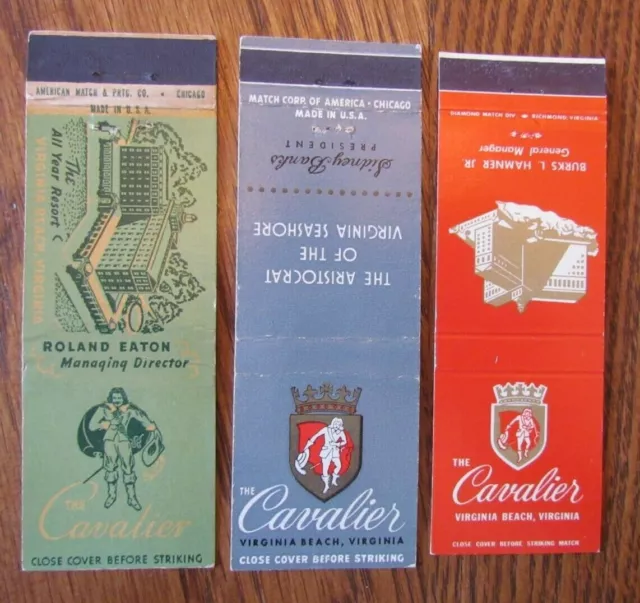 AMERICAN MATCH & PRTG. CO. • CHICAGO
MADE IN U.S.A.
The
All Year Resort
VIRGINIA BEACH, VIRGINIA
ROLAND EATON
Managing Director
THE
Cavalier
CLOSE COVER BEFORE STRIKING
MATCH CORP. OF AMERICA • CHICAGO
MADE IN U.S.A.
Sidney Banks
PRESIDENT
THE ARISTOCRAT
OF THE
VIRGINIA SEASHORE
THE
Cavalier
VIRGINIA BEACH, VIRGINIA
CLOSE COVER BEFORE STRIKING
DIAMOND MATCH DIV. RICHMOND, VIRGINIA
BURKS L. HAMNER JR.
General Manager
THE
Cavalier
VIRGINIA BEACH, VIRGINIA
CLOSE COVER BEFORE STRIKING MATCH